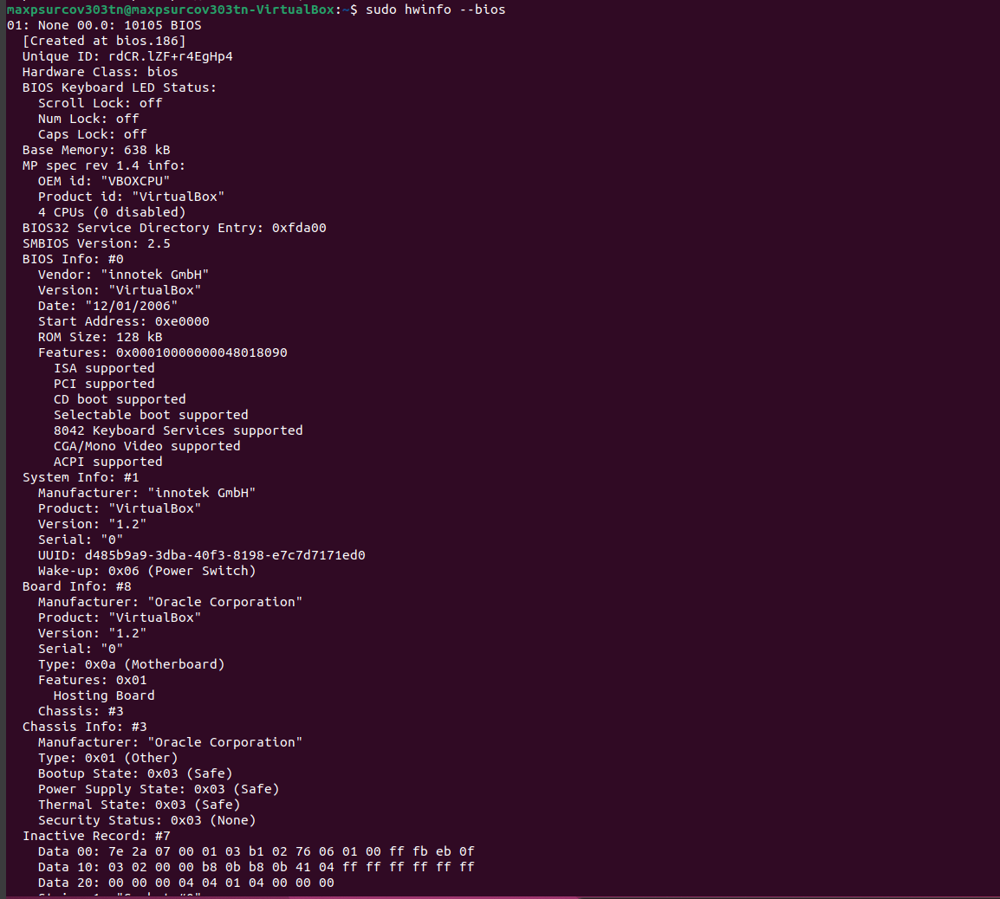 maxpsurcov303tn@maxpsurcov303tn-VirtualBox:~$ sudo hwinfo --bios
01: None 00.0: 10105 BIOS
[Created at bios.186]
Unique ID: rdCR.lZF+r4EgHp4
Hardware Class: bios
BIOS Keyboard LED Status:
Scroll Lock: off
Num Lock: off
Caps Lock: off
Base Memory: 638 kB
MP spec rev 1.4 info:
OEM id: "VBOXCPU"
Product id: "VirtualBox"
4 CPUs (0 disabled)
BIOS32 Service Directory Entry: 0xfda00
SMBIOS Version: 2.5
BIOS Info: #0
Vendor: "innotek GmbH"
Version: "VirtualBox"
Date: "12/01/2006"
Start Address: 0xe0000
ROM Size: 128 kB
Features: 0x00010000000048018090
ISA supported
PCI supported
CD boot supported
Selectable boot supported
8042 Keyboard Services supported
CGA/Mono Video supported
ACPI supported
System Info: #1
Manufacturer: "innotek GmbH"
Product: "VirtualBox"
Version: "1.2"
Serial: "0"
UUID: d485b9a9-3dba-40f3-8198-e7c7d7171ed0
Wake-up: 0x06 (Power Switch)
Board Info: #8
Manufacturer: "Oracle Corporation"
Product: "VirtualBox"
Version: "1.2"
Serial: "0"
Type: 0x0a (Motherboard)
Features: 0x01
Hosting Board
Chassis: #3
Chassis Info: #3
Manufacturer: "Oracle Corporation"
Type: 0x01 (Other)
Bootup State: 0x03 (Safe)
Power Supply State: 0x03 (Safe)
Thermal State: 0x03 (Safe)
Security Status: 0x03 (None)
Inactive Record: #7
Data 00: 7e 2a 07 00 01 03 b1 02 76 06 01 00 ff fb eb 0f
Data 10: 03 02 00 00 b8 0b b8 0b 41 04 ff ff ff ff ff ff
Data 20: 00 00 00 04 04 01 04 00 00 00